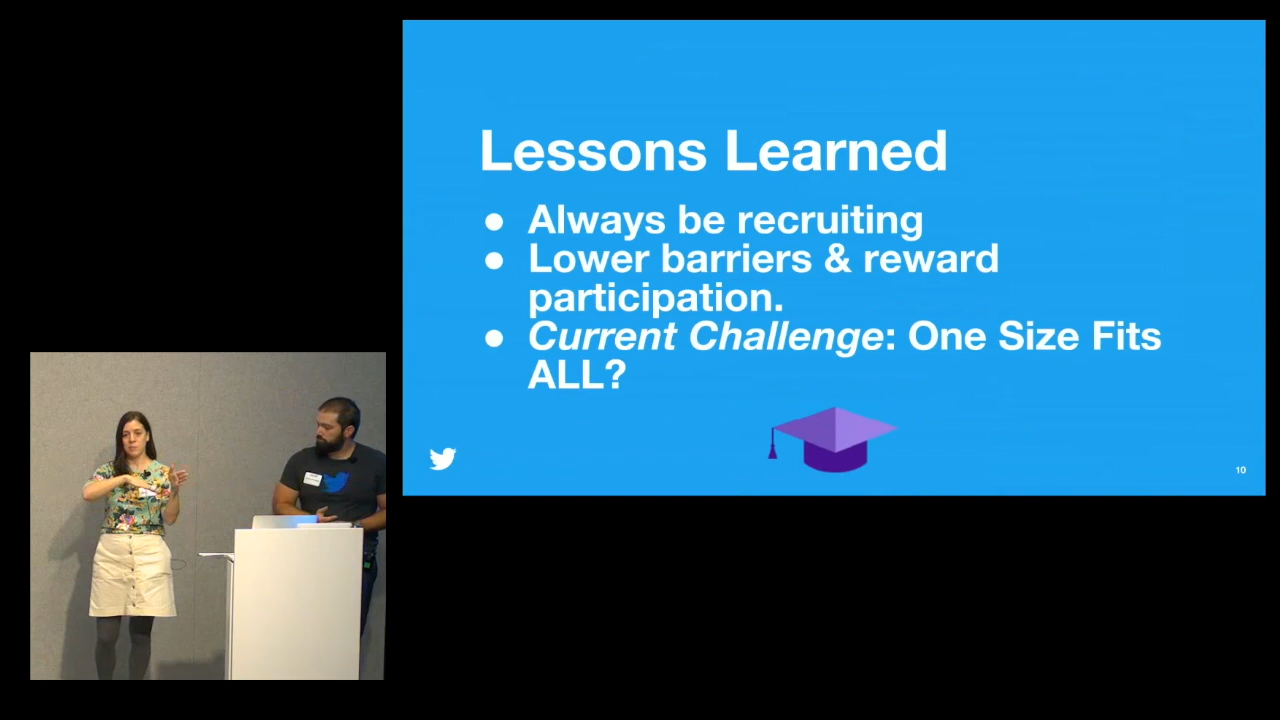 Lessons Learned
● Always be recruiting
● Lower barriers & reward
participation.
● Current Challenge: One Size Fits
ALL?
10